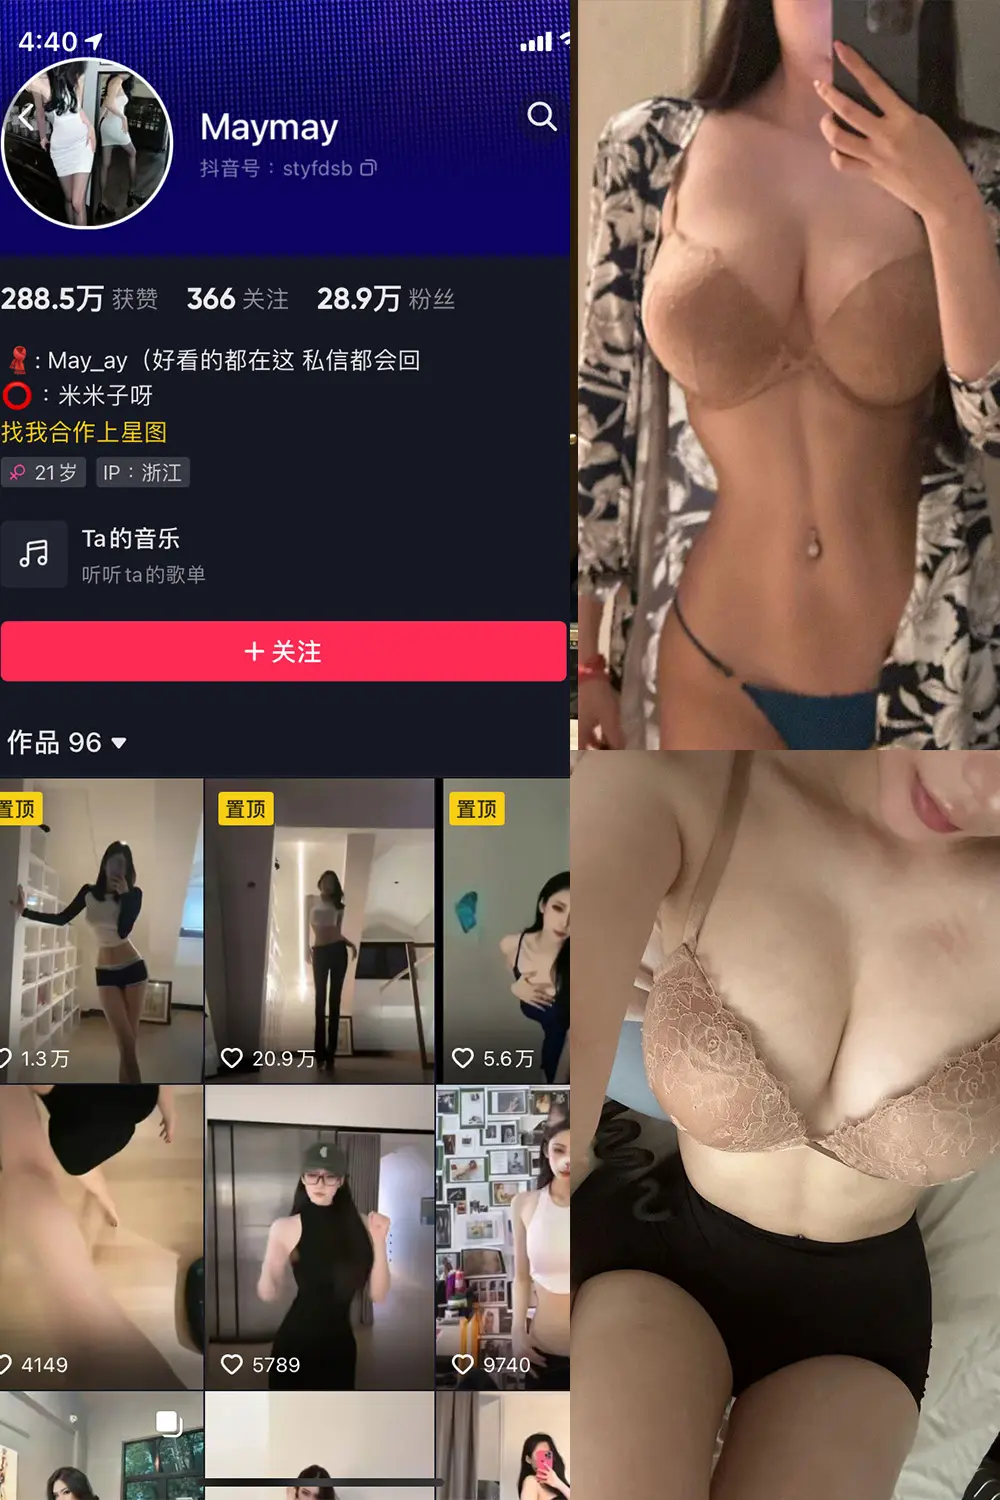 4:40
Maymay
抖音号：styfdsb
288.5万 获赞 366 关注 28.9万 粉丝
: May_ay（好看的都在这 私信都会回
：米米子呀
找我合作上星图
21岁 IP：浙江
Ta的音乐
听听ta的歌单
+ 关注
作品 96
置顶 置顶 置顶
1.3万 20.9万 5.6万
4149 5789 9740